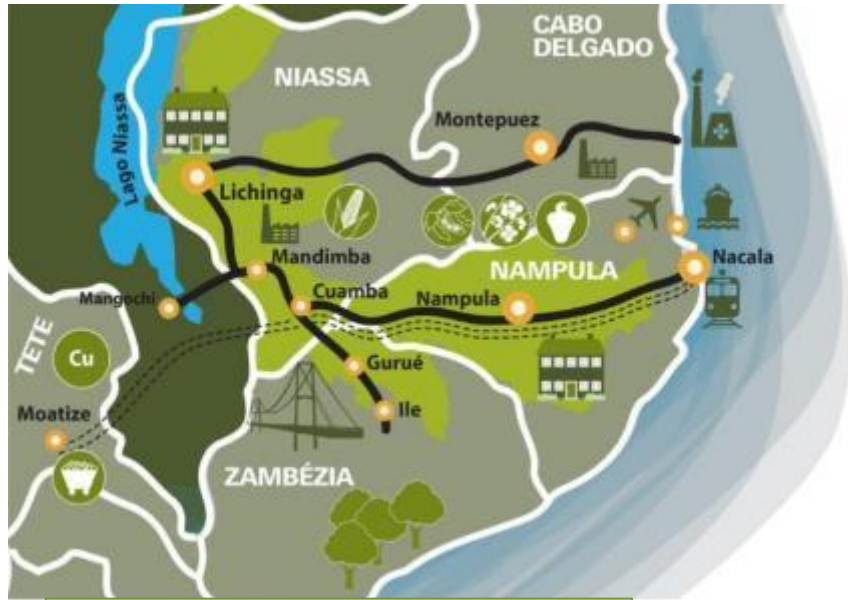 CABO
DELGADO
NIASSA
Lago Niassa
Montepuez
Lichinga
Mandimba
NAMPULA
Nacala
Mangochi
Cuamba
Nampula
TETE
Cu
Gurué
Moatize
Ile
ZAMBÉZIA